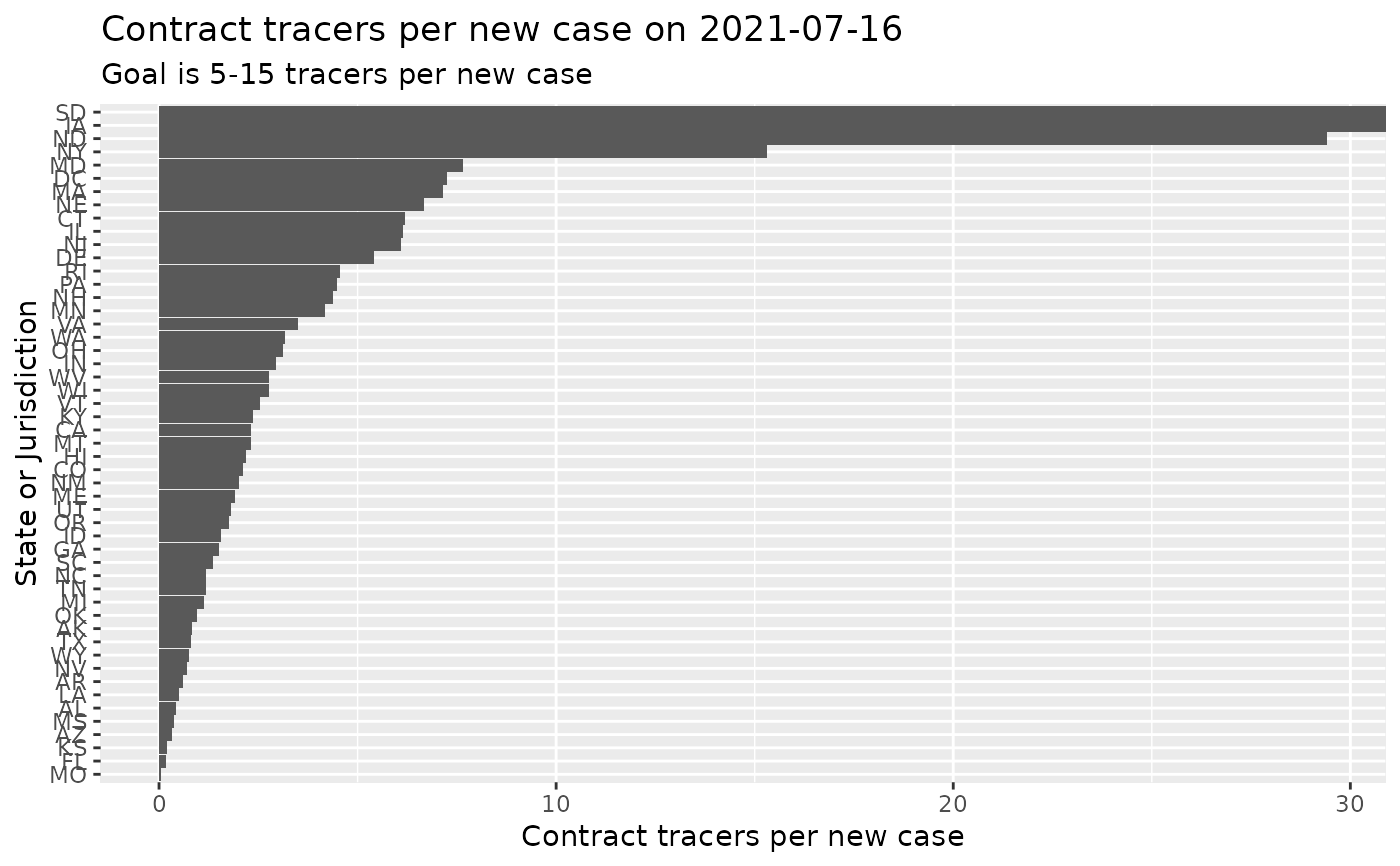 Contract tracers per new case on 2021-07-16
Goal is 5-15 tracers per new case
SD
IA
ND
NY
MD
DC
MA
NE
CT
IL
NJ
DE
RI
PA
NH
MN
VA
WA
OH
IN
WV
WI
VT
KY
CA
MT
HI
CO
NM
ME
UT
OR
ID
GA
SC
NC
TN
MI
OK
AK
TX
WY
NV
AR
LA
AL
MS
AZ
KS
FL
MO
State or Jurisdiction
0 10 20 30
Contract tracers per new case